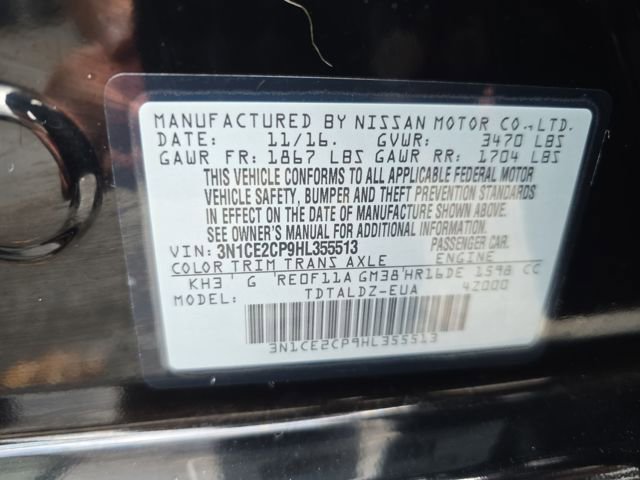 MANUFACTURED BY NISSAN MOTOR CO., LTD.
DATE: 11/16. GVWR: 3470 LBS
GAWR FR: 1867 LBS GAWR RR: 1704 LBS
THIS VEHICLE CONFORMS TO ALL APPLICABLE FEDERAL MOTOR
VEHICLE SAFETY, BUMPER AND THEFT PREVENTION STANDARDS
IN EFFECT ON THE DATE OF MANUFACTURE SHOWN ABOVE.
SEE OWNER'S MANUAL FOR ADDITIONAL INFORMATION.
VIN: 3N1CE2CP9HL355513 PASSENGER CAR.
COLOR TRIM TRANS AXLE ENGINE
KH3 G RE0F11A GM38 HR16DE 1598 CC
MODEL: TDTALDZ-EUA 4Z000
3N1CE2CP9HL355513